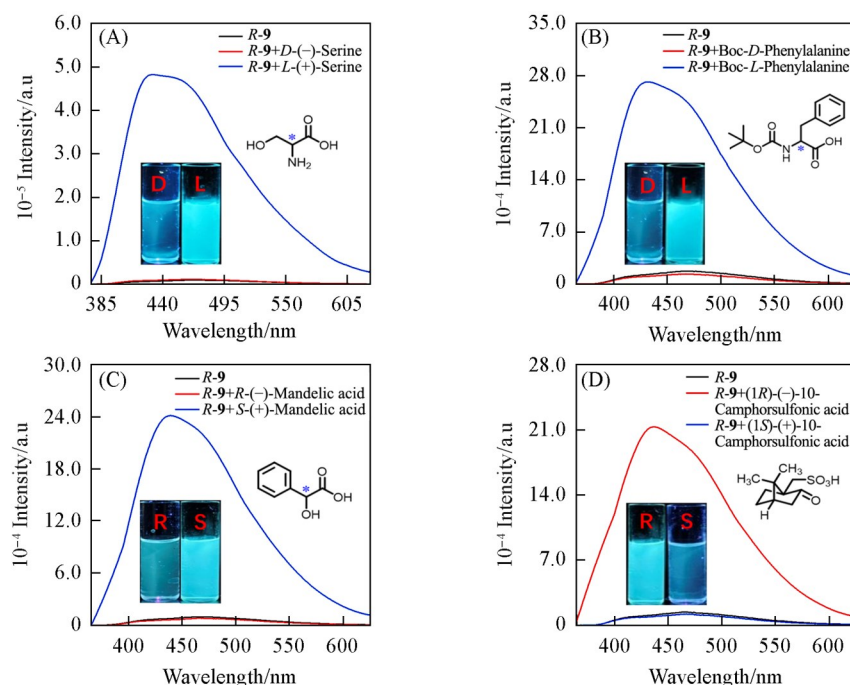 (A)
R-9
R-9+D-(−)-Serine
R-9+L-(+)-Serine
6.0
5.0
4.0
3.0
2.0
1.0
0
10⁻⁵ Intensity/a.u
HO
*
O
OH
NH₂
D L
385 440 495 550 605
Wavelength/nm
(B)
R-9
R-9+Boc-D-Phenylalanine
R-9+Boc-L-Phenylalanine
35.0
28.0
21.0
14.0
7.0
0
10⁻⁴ Intensity/a.u
O
O
N
H
*
OH
O
D L
400 450 500 550 600
Wavelength/nm
(C)
R-9
R-9+R-(−)-Mandelic acid
R-9+S-(+)-Mandelic acid
30.0
24.0
18.0
12.0
6.0
0
10⁻⁴ Intensity/a.u
O
*
OH
OH
R S
400 450 500 550 600
Wavelength/nm
(D)
R-9
R-9+(1R)-(−)-10-
Camphorsulfonic acid
R-9+(1S)-(+)-10-
Camphorsulfonic acid
28.0
21.0
14.0
7.0
0
10⁻⁴ Intensity/a.u
CH₃
H₃C
SO₃H
O
H
R S
400 450 500 550 600
Wavelength/nm